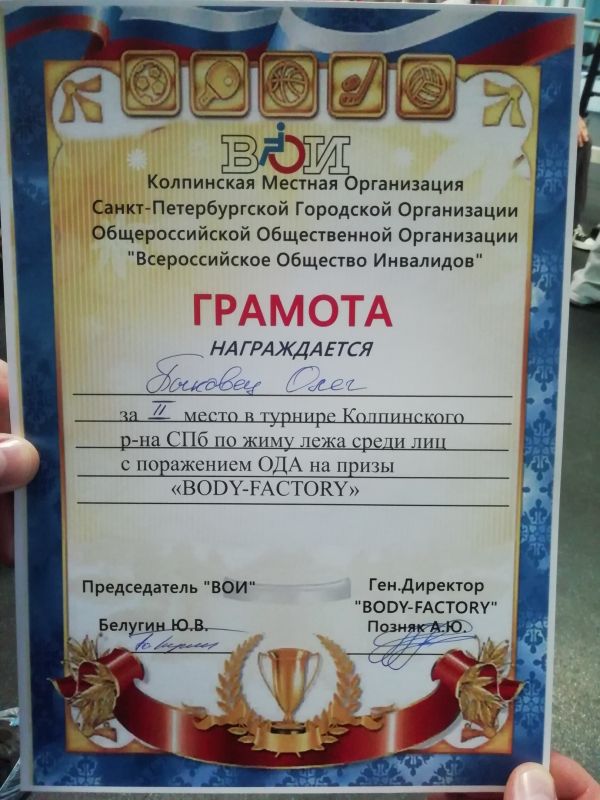 ВОИ
Колпинская Местная Организация
Санкт-Петербургской Городской Организации
Общероссийской Общественной Организации
"Всероссийское Общество Инвалидов"
ГРАМОТА
НАГРАЖДАЕТСЯ
Олег
за II место в турнире Колпинского
р-на СПб по жиму лежа среди лиц
с поражением ОДА на призы
«BODY-FACTORY»
Председатель "ВОИ"
Белугин Ю.В.
Ген.Директор
"BODY-FACTORY"
Позняк А.Ю.